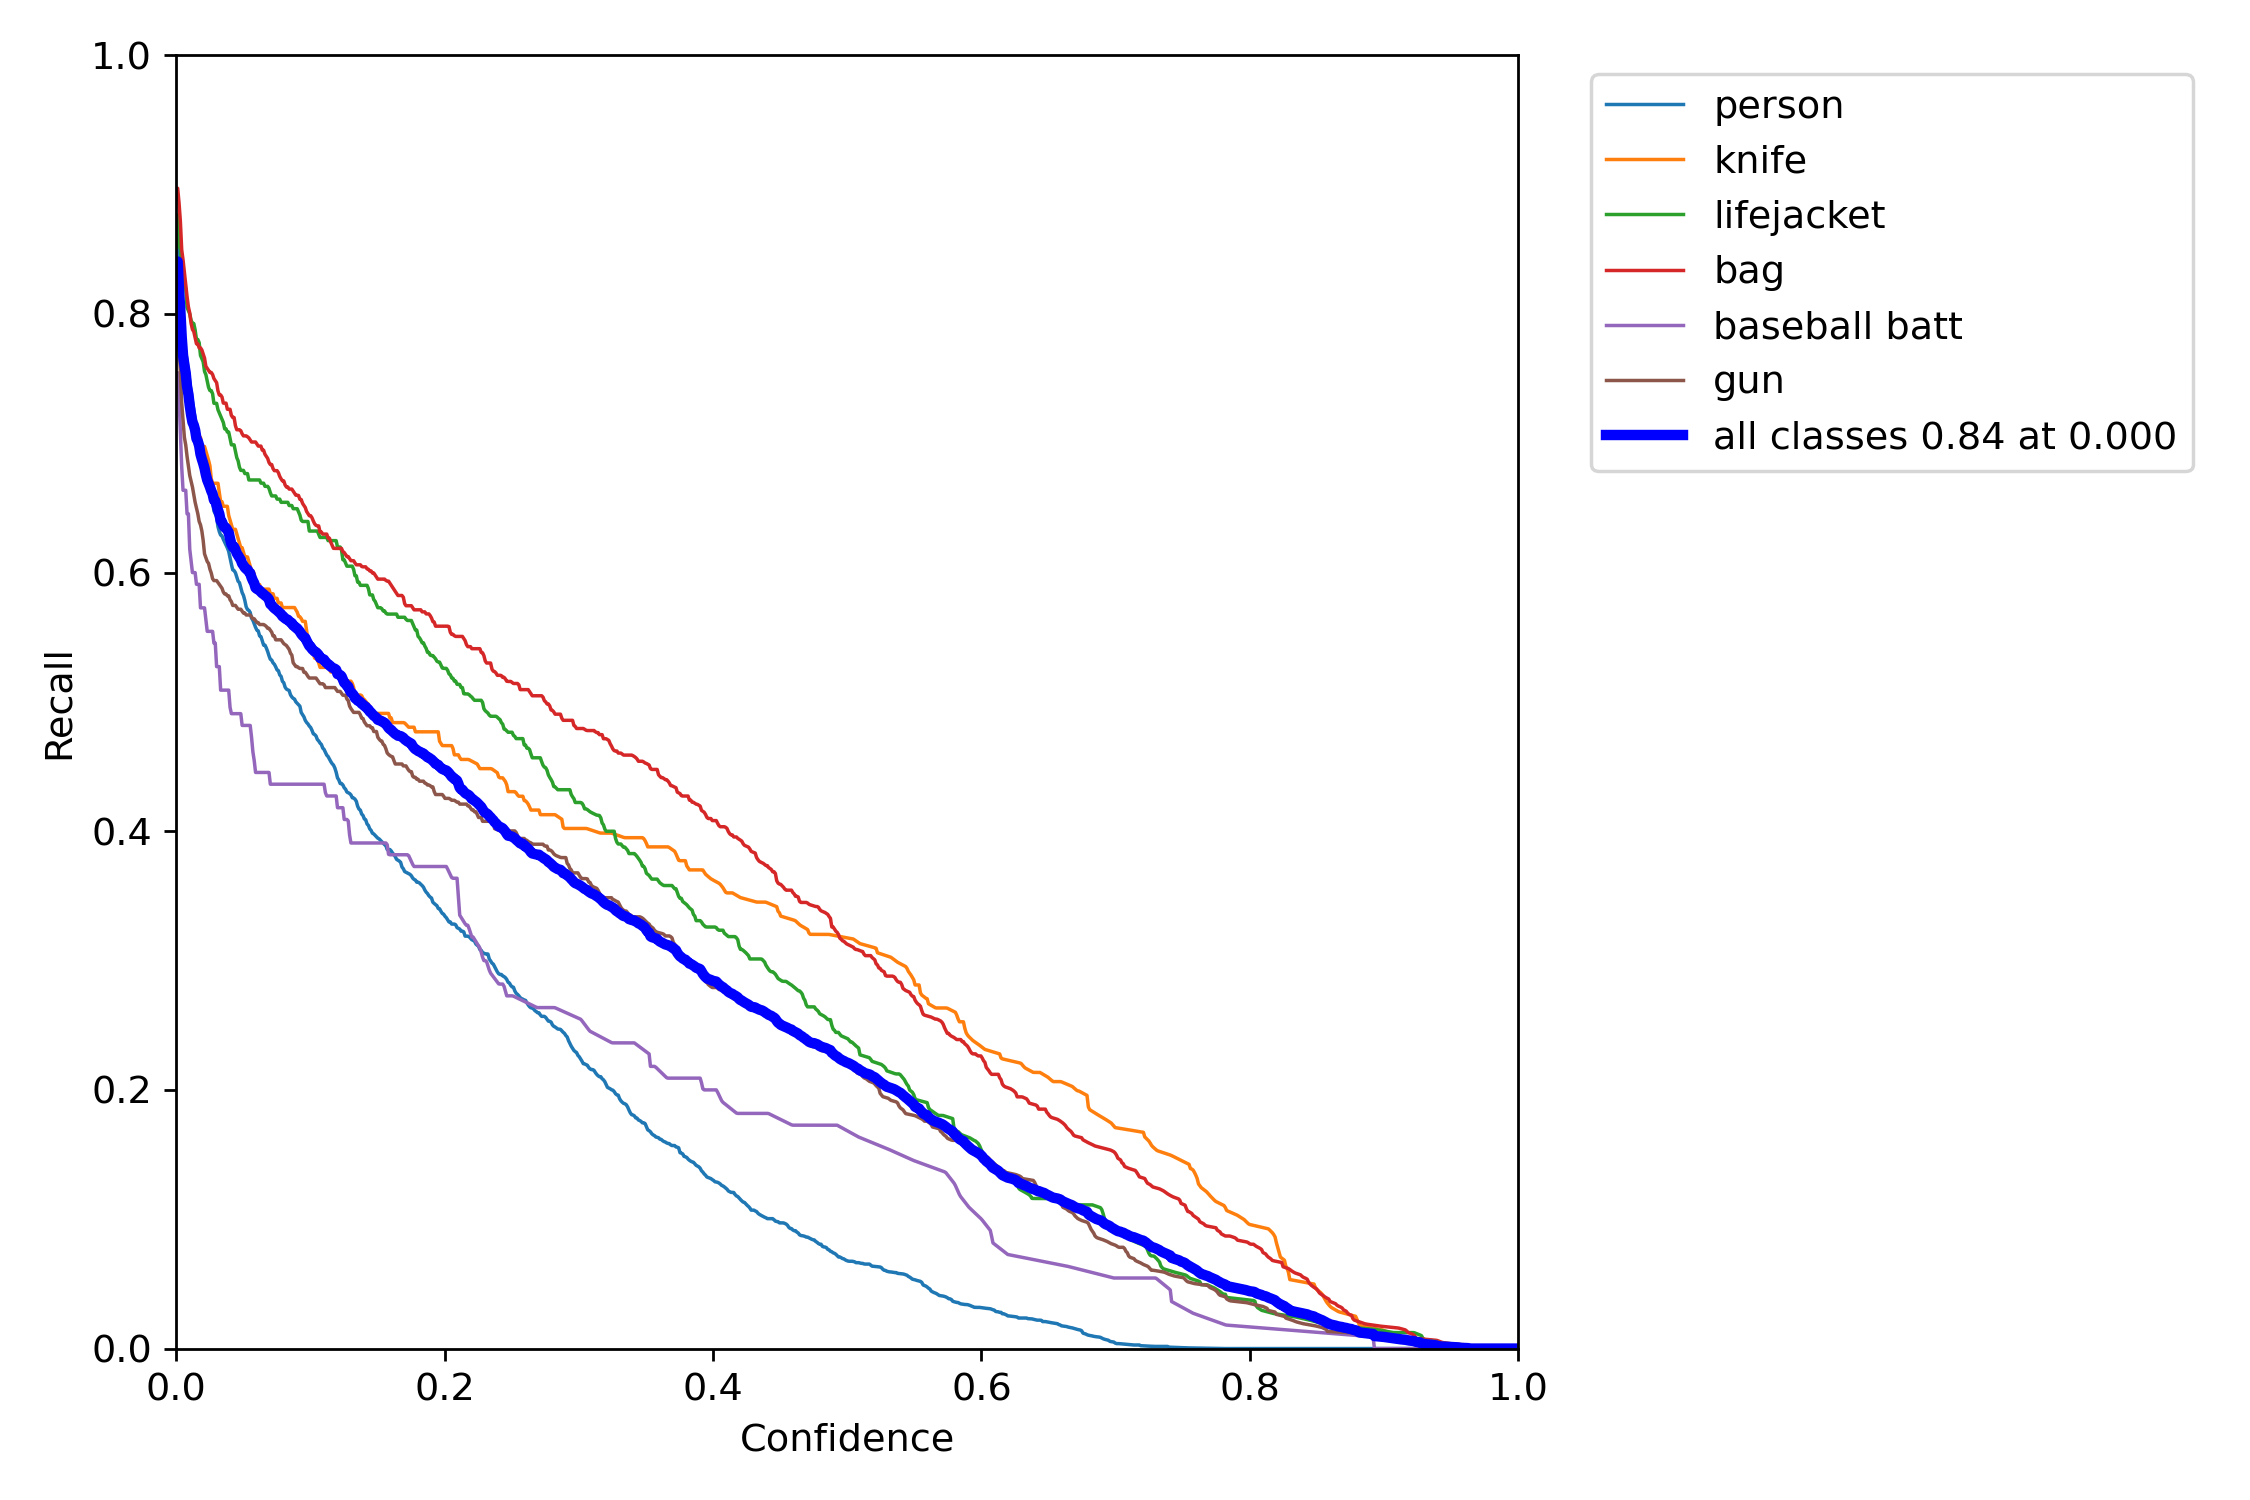 1.0
0.8
0.6
0.4
0.2
0.0
Recall
0.0 0.2 0.4 0.6 0.8 1.0
Confidence
person
knife
lifejacket
bag
baseball batt
gun
all classes 0.84 at 0.000